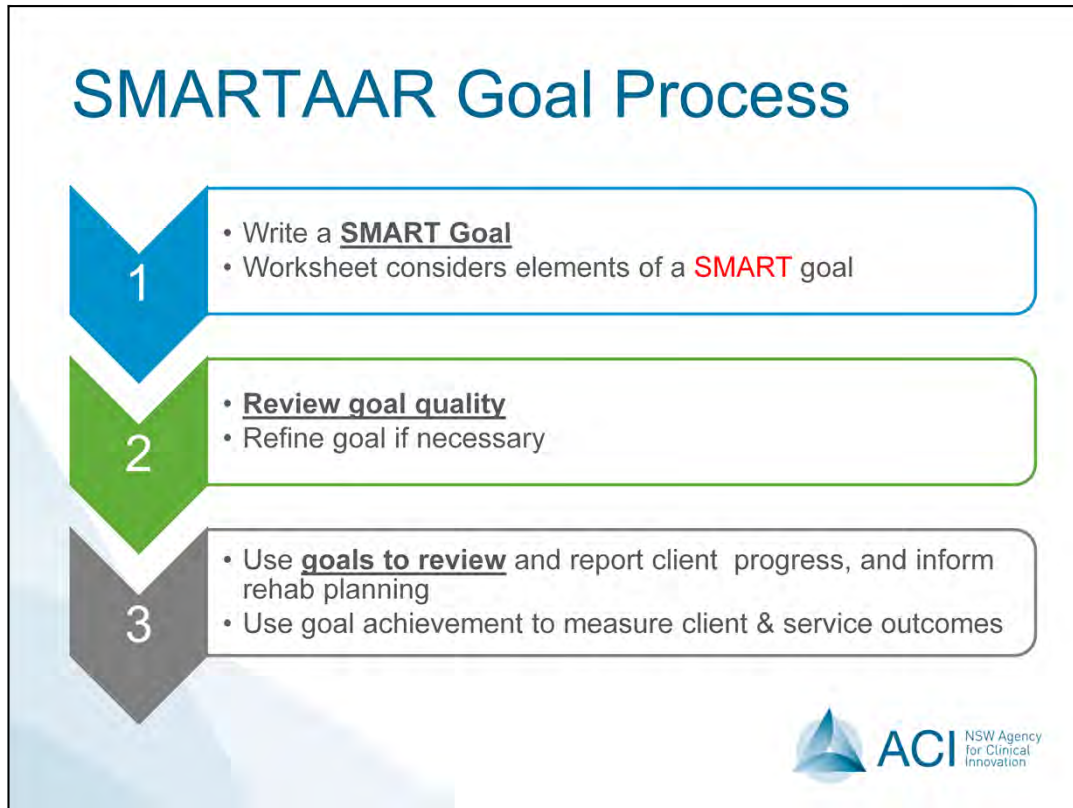 SMARTAAR Goal Process
1
• Write a SMART Goal
• Worksheet considers elements of a SMART goal
2
• Review goal quality
• Refine goal if necessary
3
• Use goals to review and report client progress, and inform
rehab planning
• Use goal achievement to measure client & service outcomes
ACI
NSW Agency
for Clinical
Innovation